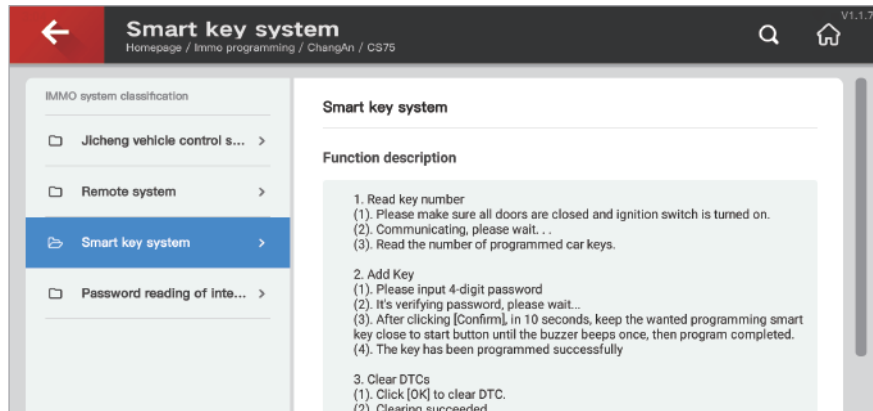 Smart key system
V1.1.7
Homepage / Immo programming / ChangAn / CS75
IMMO system classification
Jicheng vehicle control s...
Remote system
Smart key system
Password reading of inte...
Smart key system
Function description
1. Read key number
(1). Please make sure all doors are closed and ignition switch is turned on.
(2). Communicating, please wait. . .
(3). Read the number of programmed car keys.
2. Add Key
(1). Please input 4-digit password
(2). It's verifying password, please wait...
(3). After clicking [Confirm], in 10 seconds, keep the wanted programming smart
key close to start button until the buzzer beeps once, then program completed.
(4). The key has been programmed successfully
3. Clear DTCs
(1). Click [OK] to clear DTC.
(2). Clearing succeeded